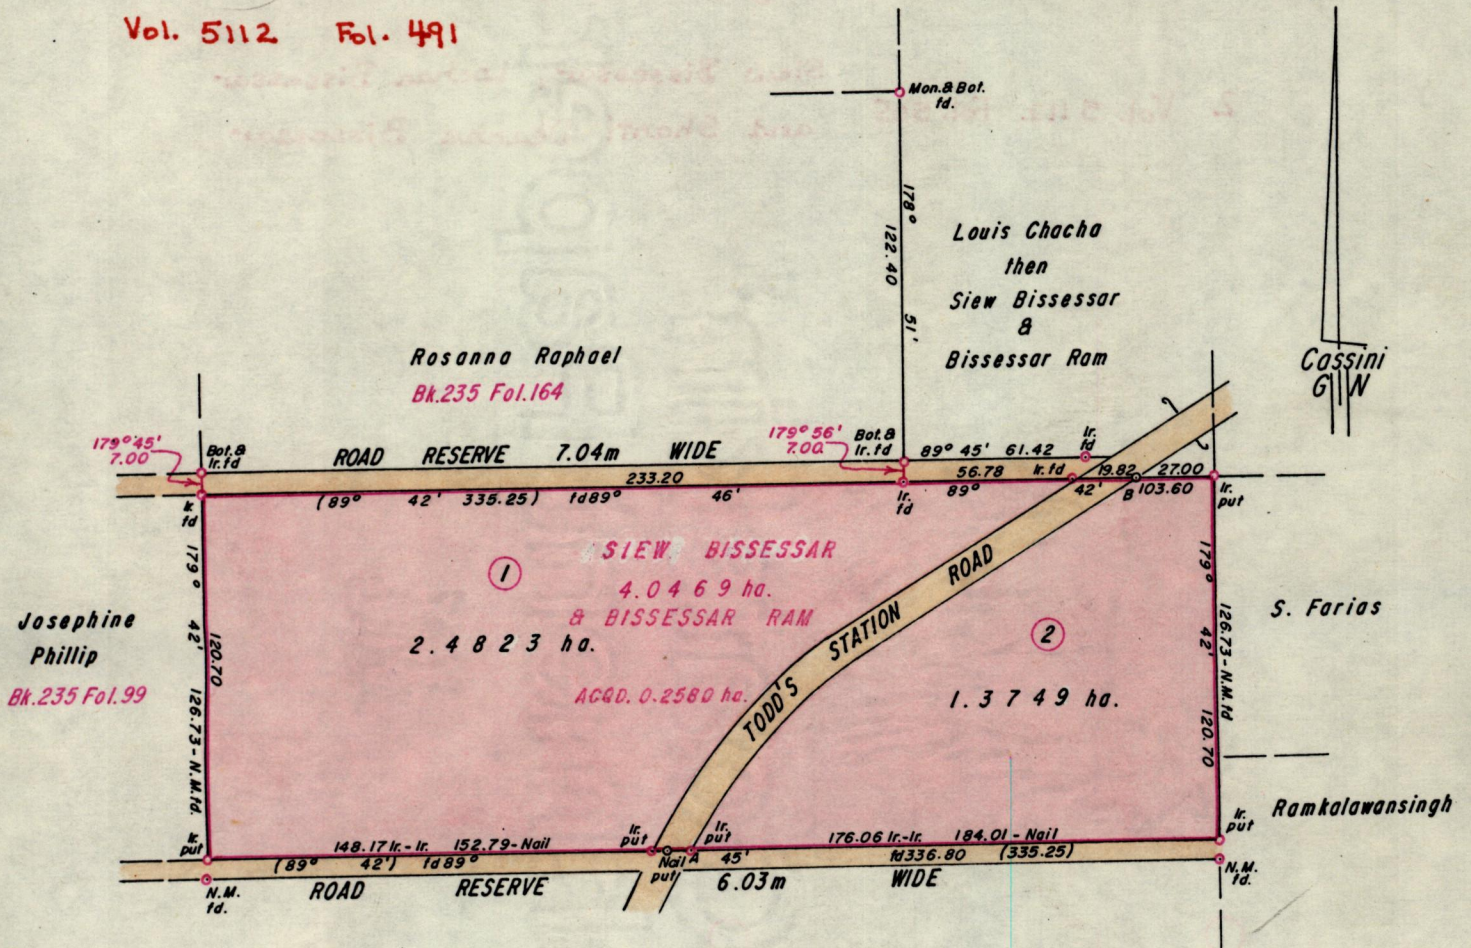 Vol. 5112 Fol. 491
Mon.& Bot.
fd.
178° 122.40 51'
Louis Chacha
then
Siew Bissessar
&
Bissessar Ram
Cassini
G N
Rosanna Raphael
Bk.235 Fol.164
179° 45'
7.00
Bot.&
Ir.fd
ROAD RESERVE 7.04m WIDE
179° 56'
7.00
Bot.&
Ir.fd
89° 45' 61.42
Ir.
fd
233.20
56.78 Ir.fd 19.82 27.00
(89° 42' 335.25) fd89° 46'
89° 42' B 103.60
Ir.
fd
Ir.
fd
Ir.
put
1
SIEW BISSESSAR
4.0469 ha.
& BISSESSAR RAM
2.4823 ha.
ACQD. 0.2580 ha.
TODD'S STATION ROAD
2
1.3749 ha.
Josephine
Phillip
Bk.235 Fol.99
179° 42' 126.73-N.M.fd.
120.70
179° 42' 120.70
126.73-N.M.fd
S. Farias
Ramkalawansingh
Ir.
put
148.17 Ir.-Ir. 152.79-Nail
Ir.
put
Ir.
put
176.06 Ir.-Ir. 184.01-Nail
Ir.
put
(89° 42') fd89° Nail A 45' fd336.80 (335.25)
put
N.M.
fd.
ROAD RESERVE 6.03m WIDE
N.M.
fd.